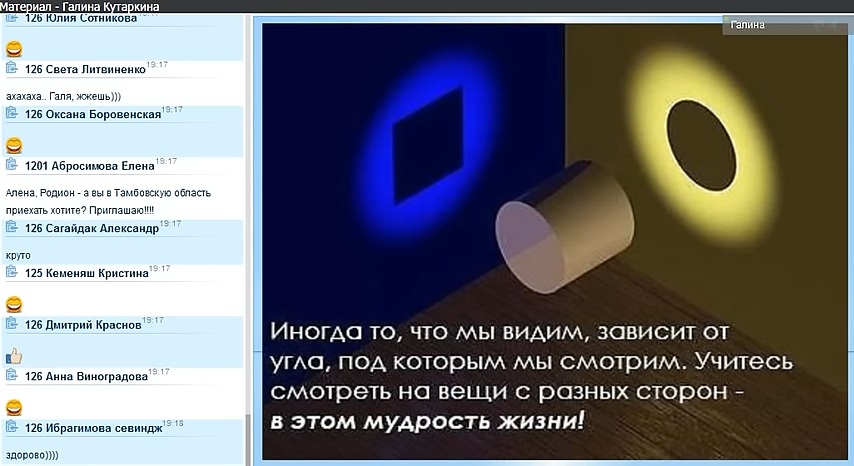 Материал - Галина Кутаркина
126 Юлия Сотникова
126 Света Литвиненко 19:17
ахахаха.. Галя, жжешь)))
126 Оксана Боровенская 19:17
1201 Абросимова Елена 19:17
Алена, Родион - а вы в Тамбовскую область
приехать хотите? Приглашаю!!!!
126 Сагайдак Александр 19:17
круто
125 Кеменяш Кристина 19:17
126 Дмитрий Краснов 19:17
126 Анна Виноградова 19:17
126 Ибрагимова севиндж 19:18
здорово))))
Галина
Иногда то, что мы видим, зависит от
угла, под которым мы смотрим. Учитесь
смотреть на вещи с разных сторон -
в этом мудрость жизни!